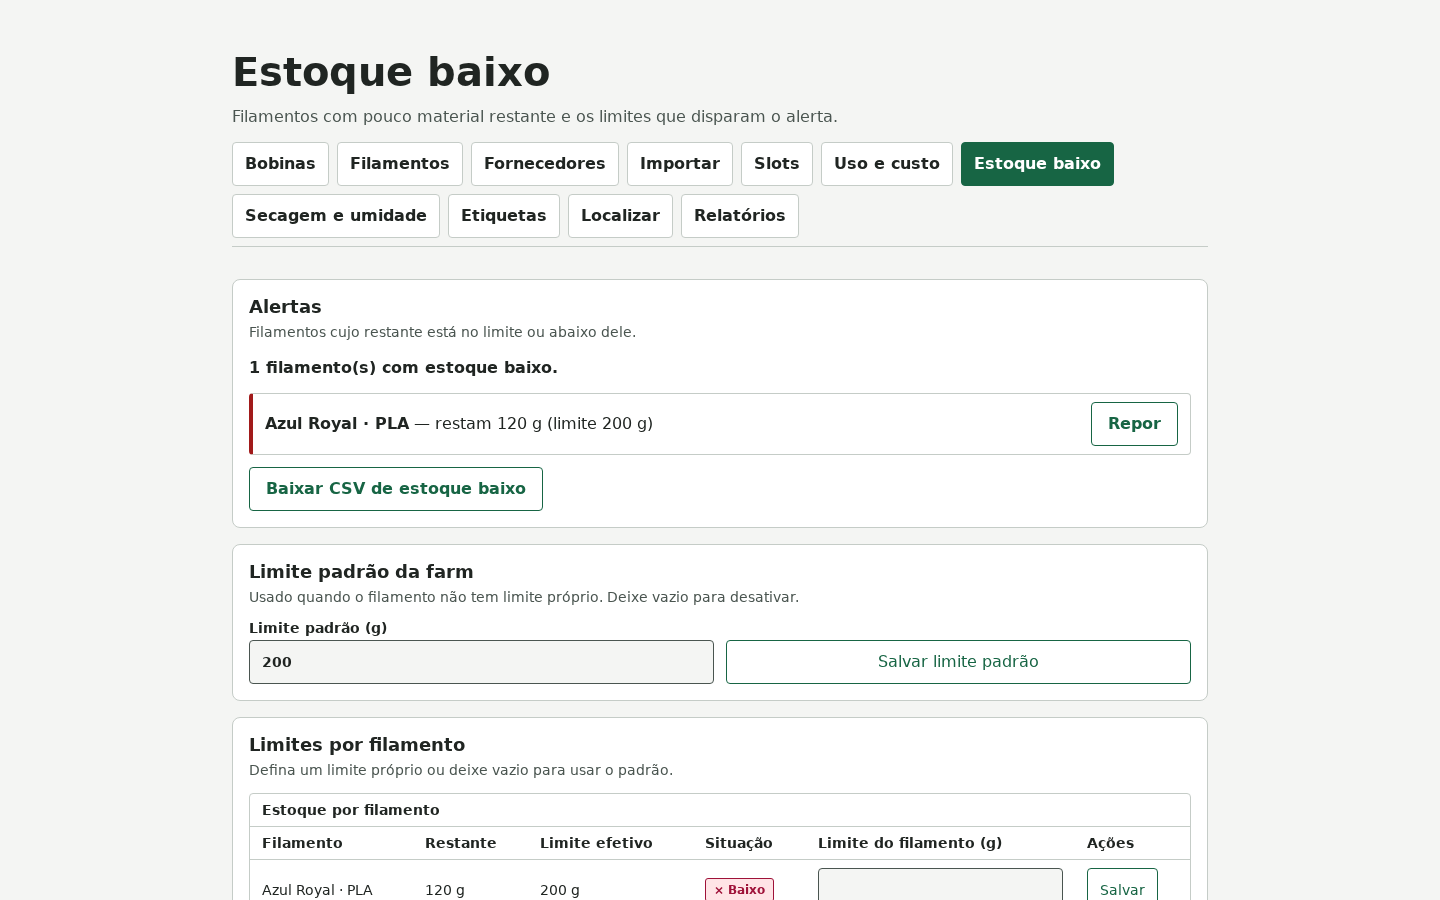 Estoque baixo
Filamentos com pouco material restante e os limites que disparam o alerta.
Bobinas Filamentos Fornecedores Importar Slots Uso e custo Estoque baixo
Secagem e umidade Etiquetas Localizar Relatórios
Alertas
Filamentos cujo restante está no limite ou abaixo dele.
1 filamento(s) com estoque baixo.
Azul Royal · PLA — restam 120 g (limite 200 g) Repor
Baixar CSV de estoque baixo
Limite padrão da farm
Usado quando o filamento não tem limite próprio. Deixe vazio para desativar.
Limite padrão (g)
200 Salvar limite padrão
Limites por filamento
Defina um limite próprio ou deixe vazio para usar o padrão.
Estoque por filamento
Filamento Restante Limite efetivo Situação Limite do filamento (g) Ações
Azul Royal · PLA 120 g 200 g × Baixo Salvar